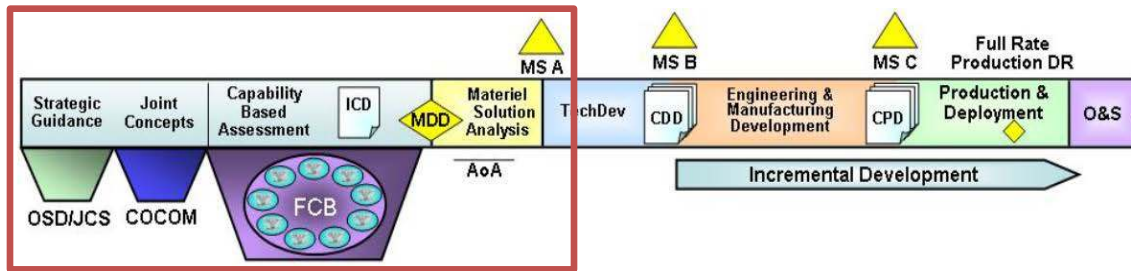 MS A
MS B
MS C
Full Rate
Production DR
Strategic
Guidance
Joint
Concepts
Capability
Based
Assessment
ICD
MDD
Materiel
Solution
Analysis
TechDev
CDD
Engineering &
Manufacturing
Development
CPD
Production &
Deployment
O&S
AoA
Incremental Development
OSD/JCS
COCOM
FCB